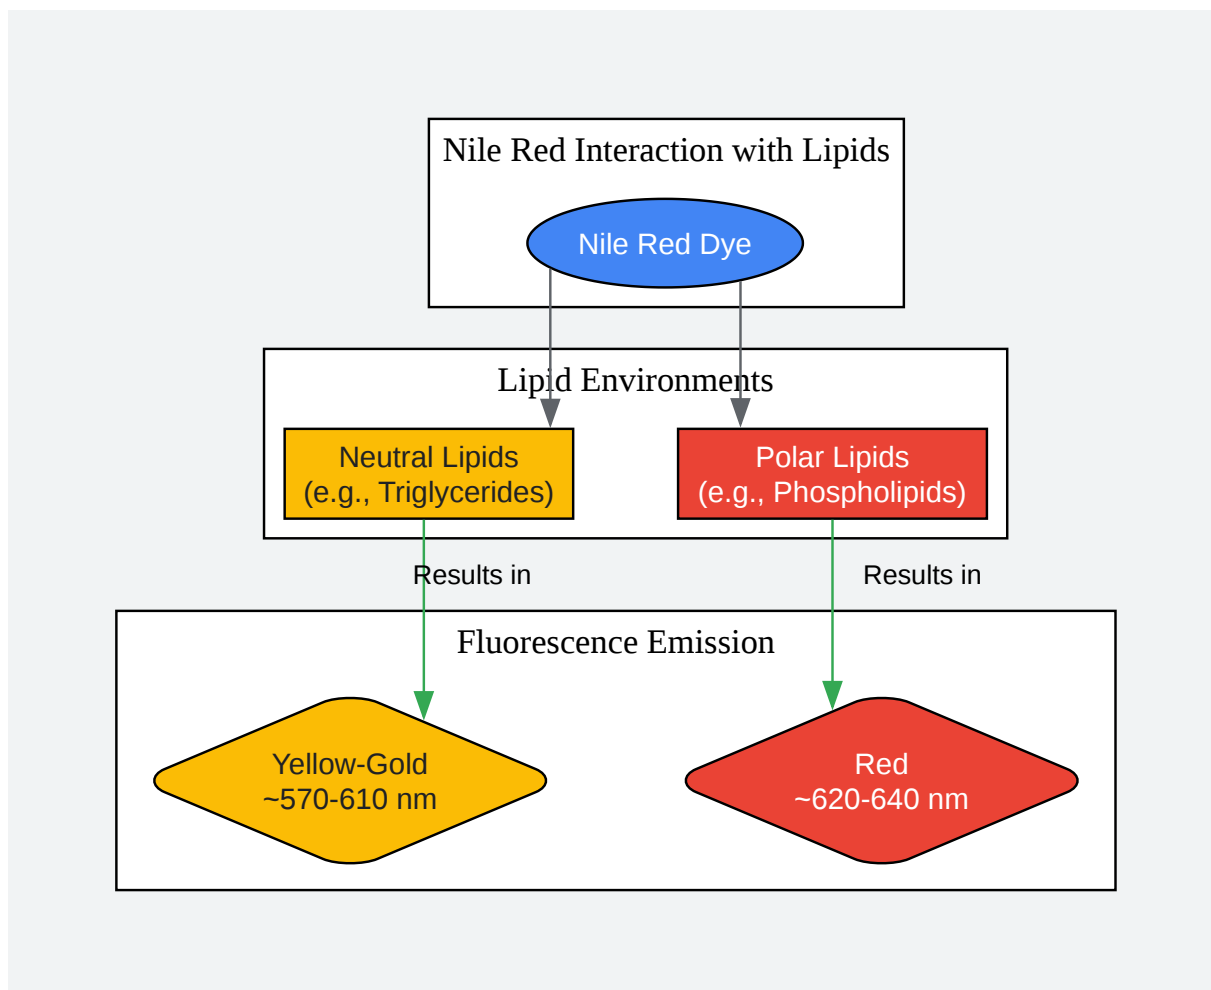 Nile Red Interaction with Lipids
Nile Red Dye
Lipid Environments
Neutral Lipids
(e.g., Triglycerides)
Polar Lipids
(e.g., Phospholipids)
Results in
Results in
Fluorescence Emission
Yellow-Gold
~570-610 nm
Red
~620-640 nm